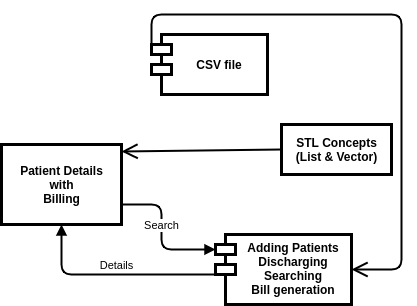 CSV file
STL Concepts
(List & Vector)
Patient Details
with
Billing
Search
Adding Patients
Discharging
Searching
Bill generation
Details